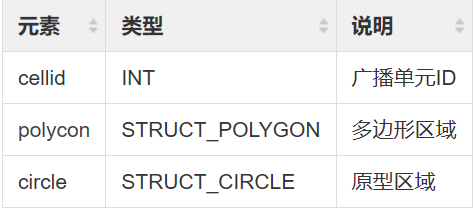 元素 类型 说明
cellid INT 广播单元ID
polycon STRUCT_POLYGON 多边形区域
circle STRUCT_CIRCLE 原型区域